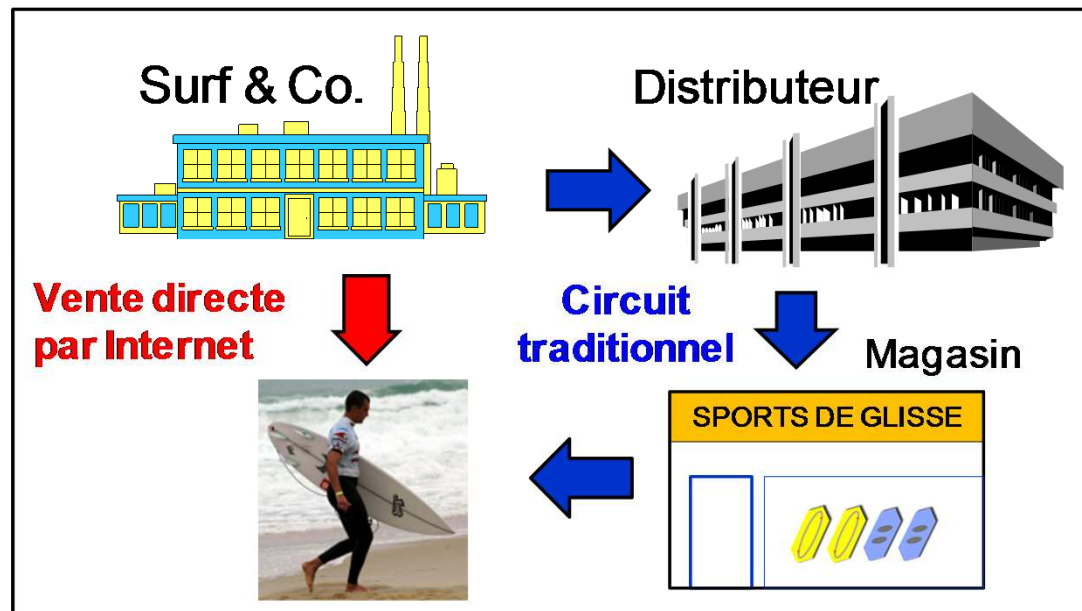 Surf & Co.
Distributeur
Vente directe
par Internet
Circuit
traditionnel
Magasin
SPORTS DE GLISSE